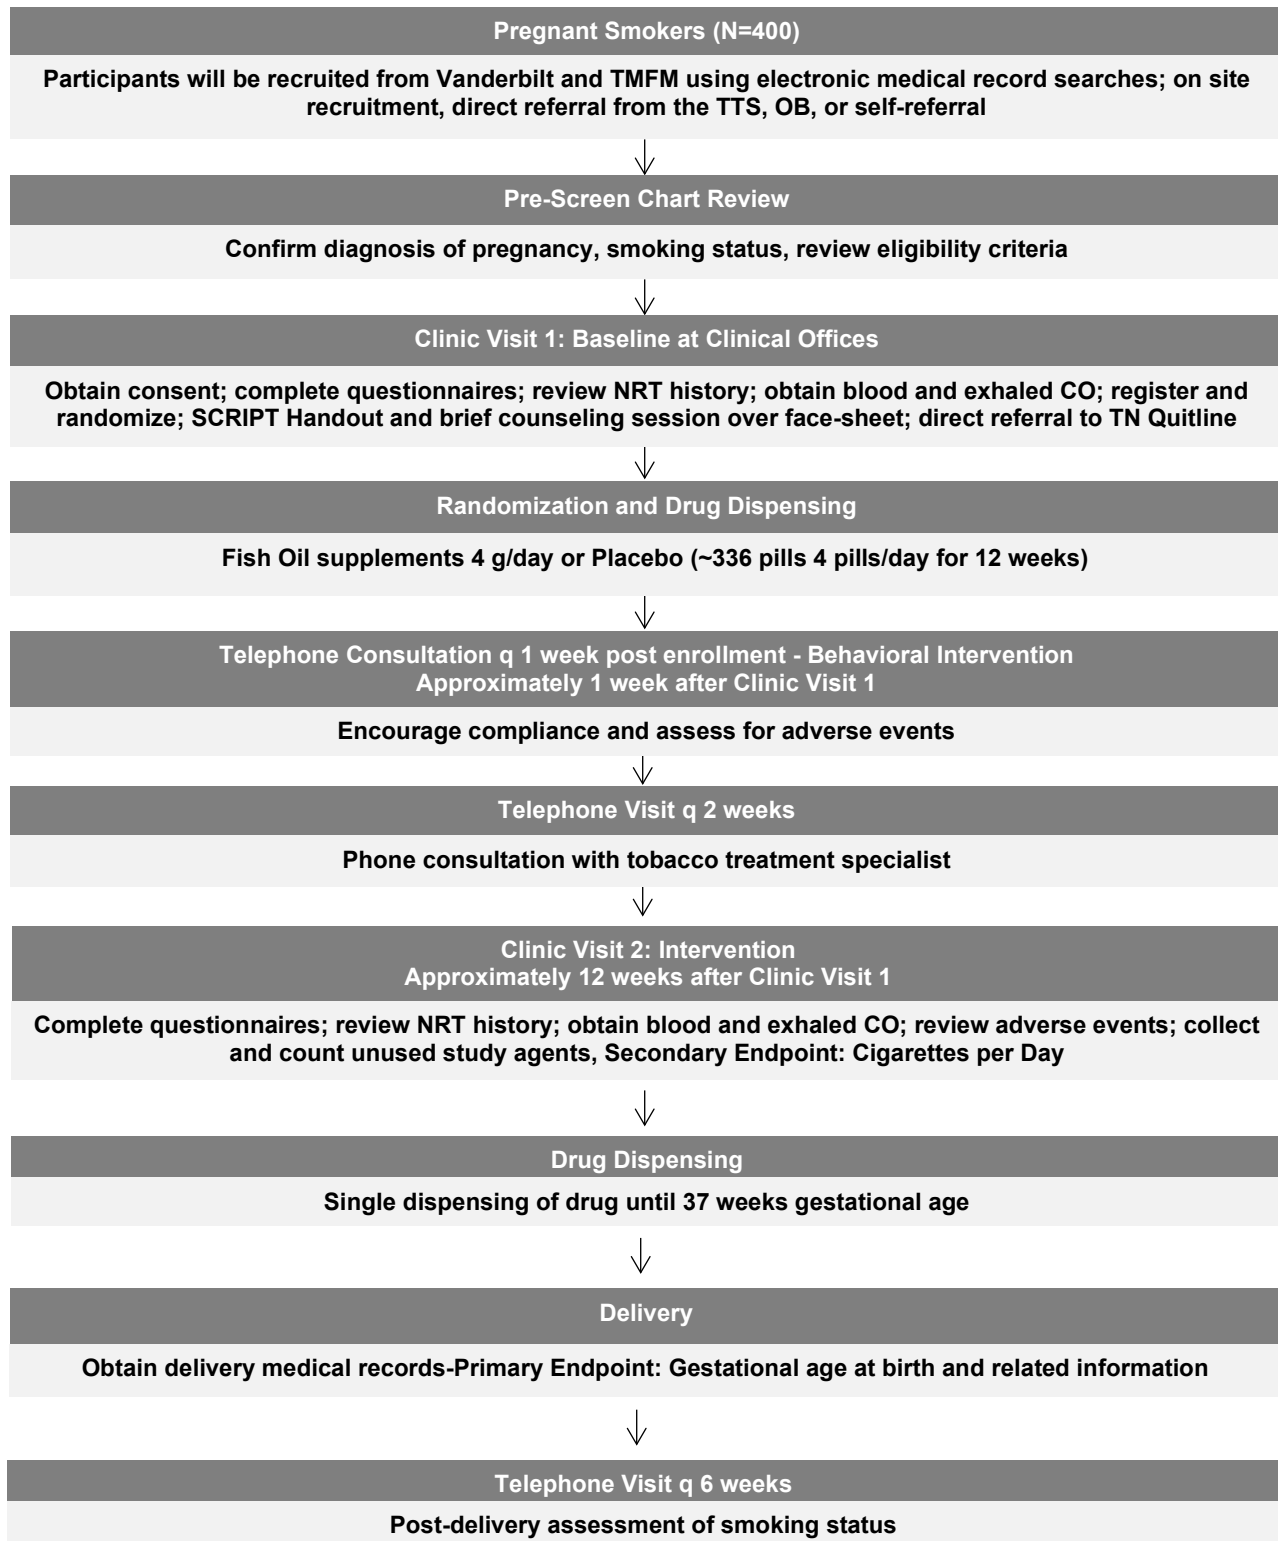 Pregnant Smokers (N=400)
Participants will be recruited from Vanderbilt and TMFM using electronic medical record searches; on site
recruitment, direct referral from the TTS, OB, or self-referral
Pre-Screen Chart Review
Confirm diagnosis of pregnancy, smoking status, review eligibility criteria
Clinic Visit 1: Baseline at Clinical Offices
Obtain consent; complete questionnaires; review NRT history; obtain blood and exhaled CO; register and
randomize; SCRIPT Handout and brief counseling session over face-sheet; direct referral to TN Quitline
Randomization and Drug Dispensing
Fish Oil supplements 4 g/day or Placebo (~336 pills 4 pills/day for 12 weeks)
Telephone Consultation q 1 week post enrollment - Behavioral Intervention
Approximately 1 week after Clinic Visit 1
Encourage compliance and assess for adverse events
Telephone Visit q 2 weeks
Phone consultation with tobacco treatment specialist
Clinic Visit 2: Intervention
Approximately 12 weeks after Clinic Visit 1
Complete questionnaires; review NRT history; obtain blood and exhaled CO; review adverse events; collect
and count unused study agents, Secondary Endpoint: Cigarettes per Day
Drug Dispensing
Single dispensing of drug until 37 weeks gestational age
Delivery
Obtain delivery medical records-Primary Endpoint: Gestational age at birth and related information
Telephone Visit q 6 weeks
Post-delivery assessment of smoking status